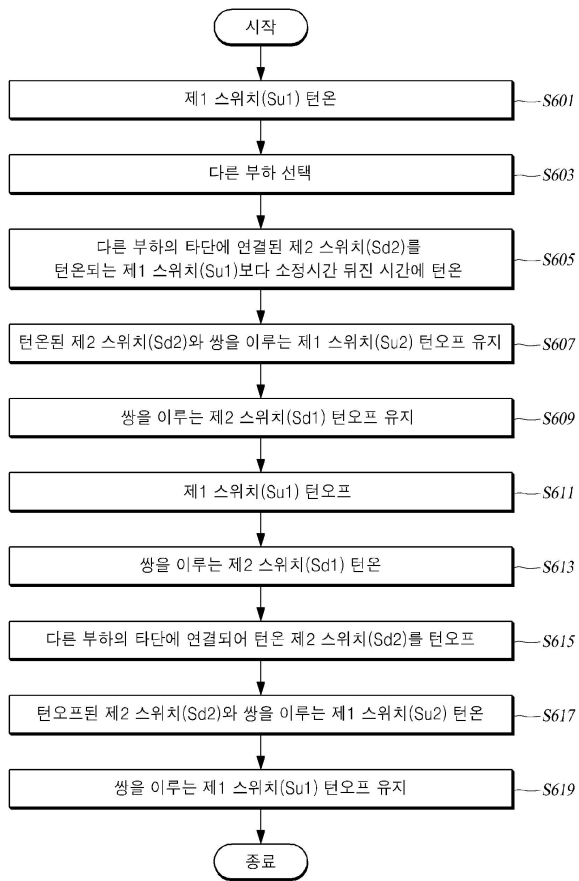 시작
제1 스위치(Su1) 턴온
S601
다른 부하 선택
S603
다른 부하의 타단에 연결된 제2 스위치(Sd2)를
턴온되는 제1 스위치(Su1)보다 소정시간 뒤진 시간에 턴온
S605
턴온된 제2 스위치(Sd2)와 쌍을 이루는 제1 스위치(Su2) 턴오프 유지
S607
쌍을 이루는 제2 스위치(Sd1) 턴오프 유지
S609
제1 스위치(Su1) 턴오프
S611
쌍을 이루는 제2 스위치(Sd1) 턴온
S613
다른 부하의 타단에 연결되어 턴온 제2 스위치(Sd2)를 턴오프
S615
턴오프된 제2 스위치(Sd2)와 쌍을 이루는 제1 스위치(Su2) 턴온
S617
쌍을 이루는 제1 스위치(Su1) 턴오프 유지
S619
종료